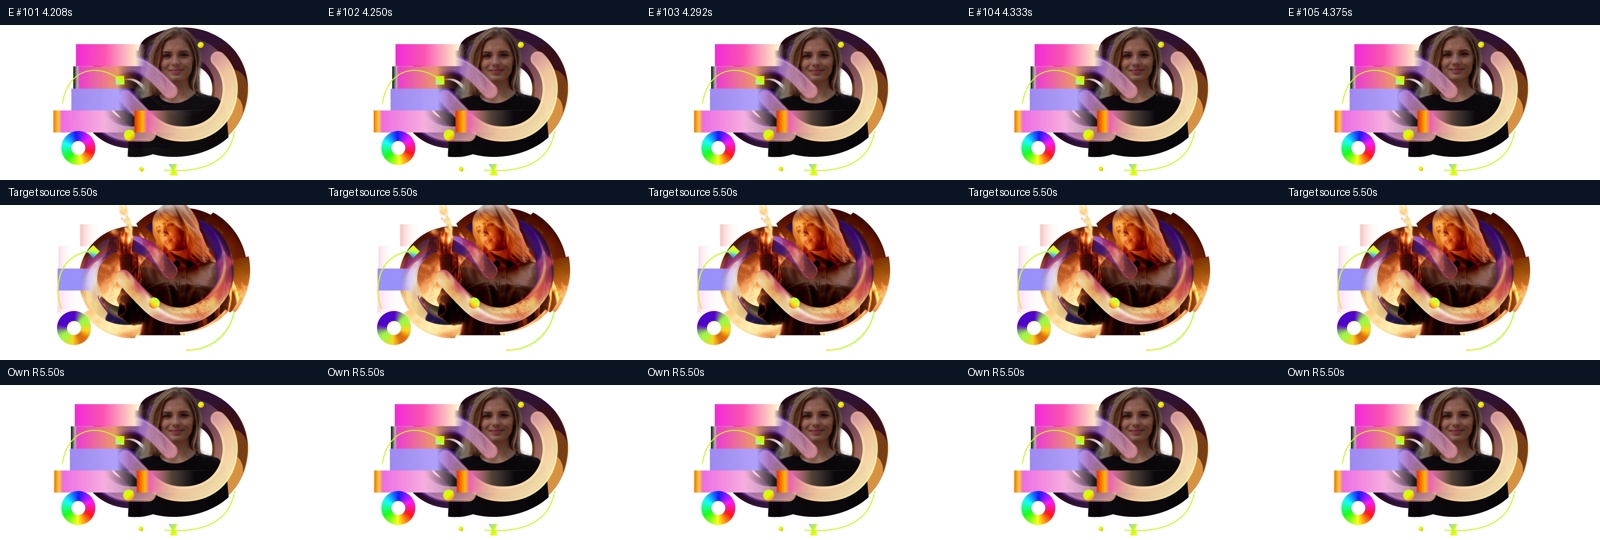 E #101 4.208s
E #102 4.250s
E #103 4.292s
E #104 4.333s
E #105 4.375s
Target source 5.50s
Target source 5.50s
Target source 5.50s
Target source 5.50s
Target source 5.50s
Own R 5.50s
Own R 5.50s
Own R 5.50s
Own R 5.50s
Own R 5.50s